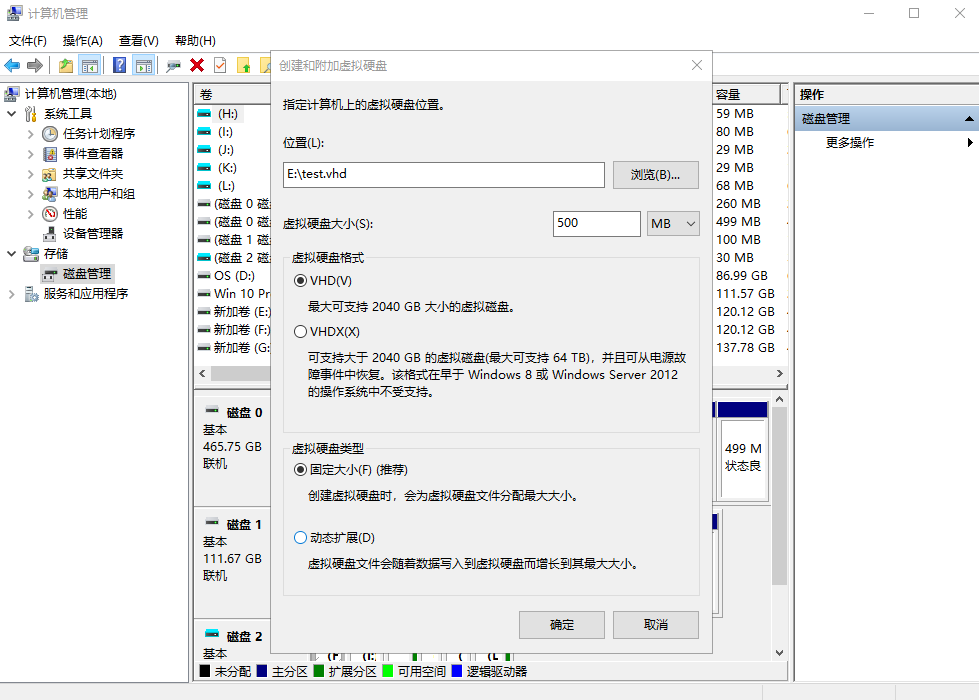 计算机管理
文件(F) 操作(A) 查看(V) 帮助(H)
计算机管理(本地)
系统工具
任务计划程序
事件查看器
共享文件夹
本地用户和组
性能
设备管理器
存储
磁盘管理
服务和应用程序
卷
(H:)
(I:)
(J:)
(K:)
(L:)
(磁盘 0 磁
(磁盘 0 磁
(磁盘 1 磁
(磁盘 2 磁
OS (D:)
Win 10 Pr
新加卷 (E:)
新加卷 (F:)
新加卷 (G:
容量
59 MB
80 MB
29 MB
29 MB
68 MB
260 MB
499 MB
100 MB
30 MB
86.99 GB
111.57 GB
120.12 GB
120.12 GB
137.78 GB
磁盘 0
基本
465.75 GB
联机
499 M
状态良
磁盘 1
基本
111.67 GB
联机
磁盘 2
基本
未分配 主分区 扩展分区 可用空间 逻辑驱动器
创建和附加虚拟硬盘
指定计算机上的虚拟硬盘位置。
位置(L):
E:\test.vhd
浏览(B)...
虚拟硬盘大小(S):
500
MB
虚拟硬盘格式
VHD(V)
最大可支持 2040 GB 大小的虚拟磁盘。
VHDX(X)
可支持大于 2040 GB 的虚拟磁盘(最大可支持 64 TB)，并且可从电源故
障事件中恢复。该格式在早于 Windows 8 或 Windows Server 2012
的操作系统中不受支持。
虚拟硬盘类型
固定大小(F) (推荐)
创建虚拟硬盘时，会为虚拟硬盘文件分配最大大小。
动态扩展(D)
虚拟硬盘文件会随着数据写入到虚拟硬盘而增长到其最大大小。
确定
取消
操作
磁盘管理
更多操作